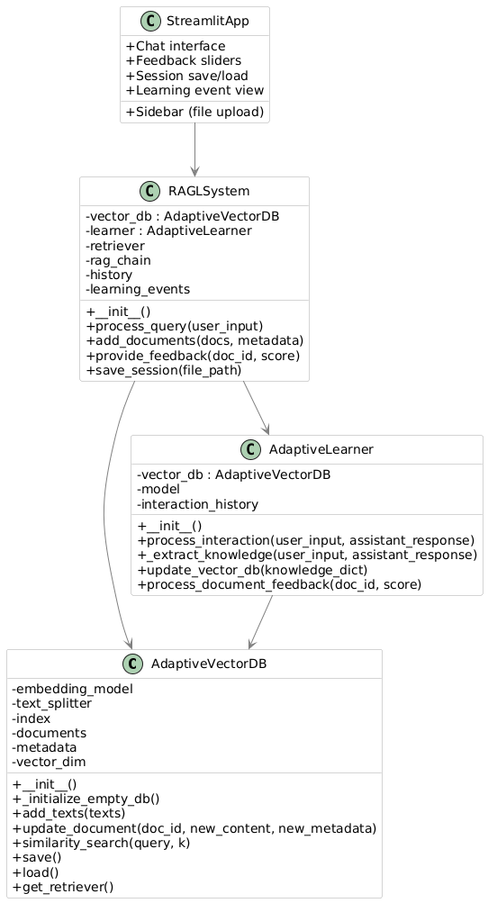 C StreamlitApp
+Chat interface
+Feedback sliders
+Session save/load
+Learning event view
+Sidebar (file upload)
C RAGLSystem
-vector_db : AdaptiveVectorDB
-learner : AdaptiveLearner
-retriever
-rag_chain
-history
-learning_events
+__init__()
+process_query(user_input)
+add_documents(docs, metadata)
+provide_feedback(doc_id, score)
+save_session(file_path)
C AdaptiveLearner
-vector_db : AdaptiveVectorDB
-model
-interaction_history
+__init__()
+process_interaction(user_input, assistant_response)
+_extract_knowledge(user_input, assistant_response)
+update_vector_db(knowledge_dict)
+process_document_feedback(doc_id, score)
C AdaptiveVectorDB
-embedding_model
-text_splitter
-index
-documents
-metadata
-vector_dim
+__init__()
+_initialize_empty_db()
+add_texts(texts)
+update_document(doc_id, new_content, new_metadata)
+similarity_search(query, k)
+save()
+load()
+get_retriever()